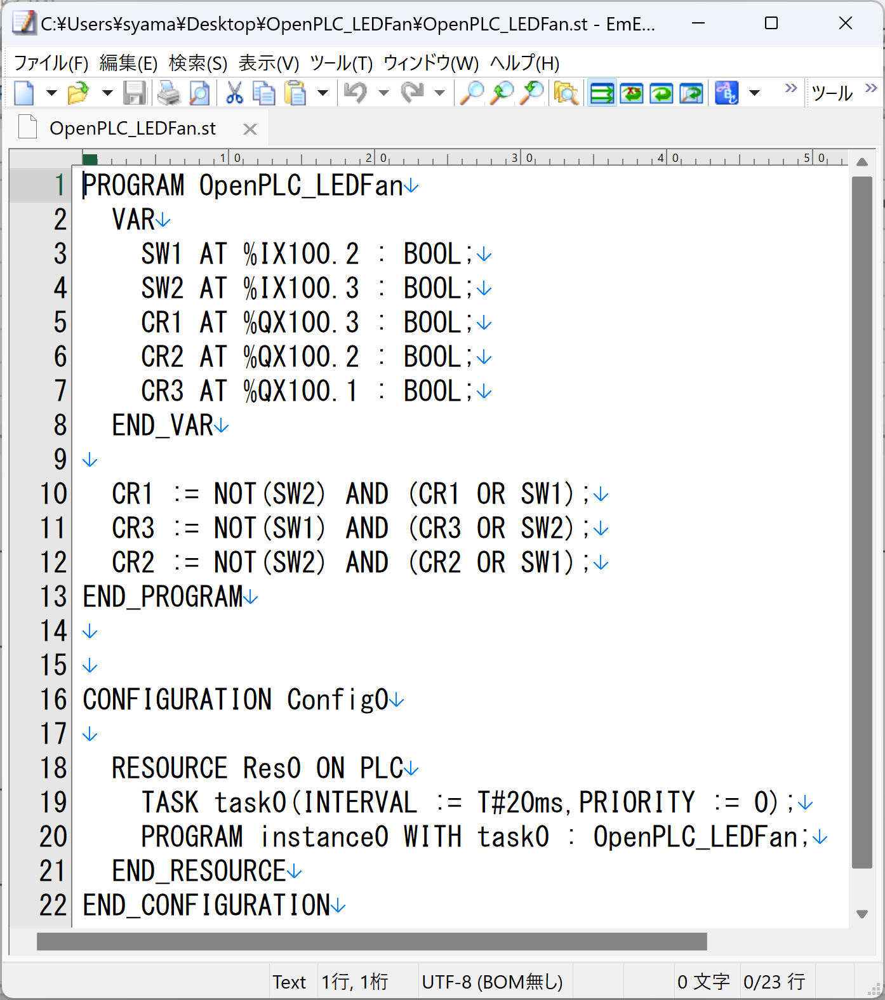 C:¥Users¥syama¥Desktop¥OpenPLC_LEDFan¥OpenPLC_LEDFan.st - EmE...
ファイル(F) 編集(E) 検索(S) 表示(V) ツール(T) ウィンドウ(W) ヘルプ(H)
ツール
OpenPLC_LEDFan.st
10 20 30 40 50
1 PROGRAM OpenPLC_LEDFan↓
2 VAR↓
3 SW1 AT %IX100.2 : BOOL;↓
4 SW2 AT %IX100.3 : BOOL;↓
5 CR1 AT %QX100.3 : BOOL;↓
6 CR2 AT %QX100.2 : BOOL;↓
7 CR3 AT %QX100.1 : BOOL;↓
8 END_VAR↓
9 ↓
10 CR1 := NOT(SW2) AND (CR1 OR SW1);↓
11 CR3 := NOT(SW1) AND (CR3 OR SW2);↓
12 CR2 := NOT(SW2) AND (CR2 OR SW1);↓
13 END_PROGRAM↓
14 ↓
15 ↓
16 CONFIGURATION Config0↓
17 ↓
18 RESOURCE Res0 ON PLC↓
19 TASK task0(INTERVAL := T#20ms,PRIORITY := 0);↓
20 PROGRAM instance0 WITH task0 : OpenPLC_LEDFan;↓
21 END_RESOURCE↓
22 END_CONFIGURATION↓
Text 1行, 1桁 UTF-8 (BOM無し) 0 文字 0/23 行